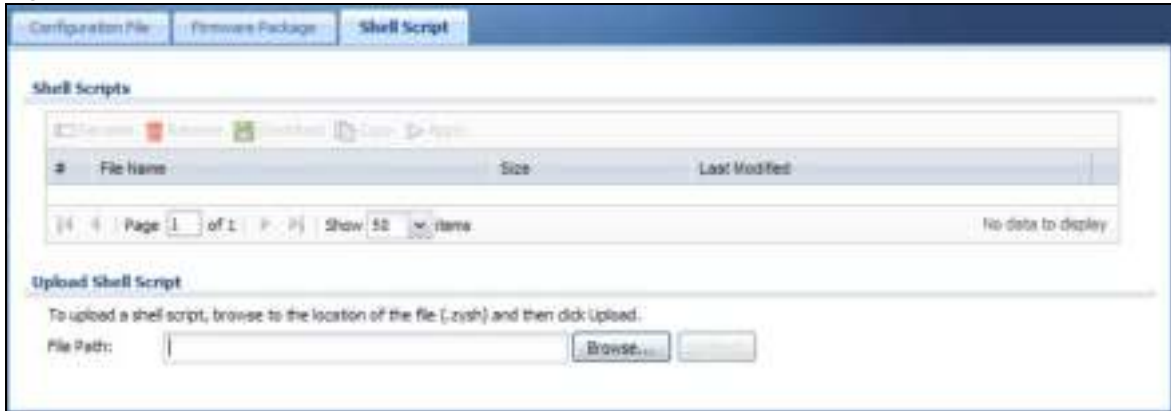 Configuration File Firmware Package Shell Script
Shell Scripts
Rename Remove Download Copy Apply
# File Name Size Last Modified
Page 1 of 1 Show 50 items No data to display
Upload Shell Script
To upload a shell script, browse to the location of the file (.zysh) and then click Upload.
File Path: Browse...